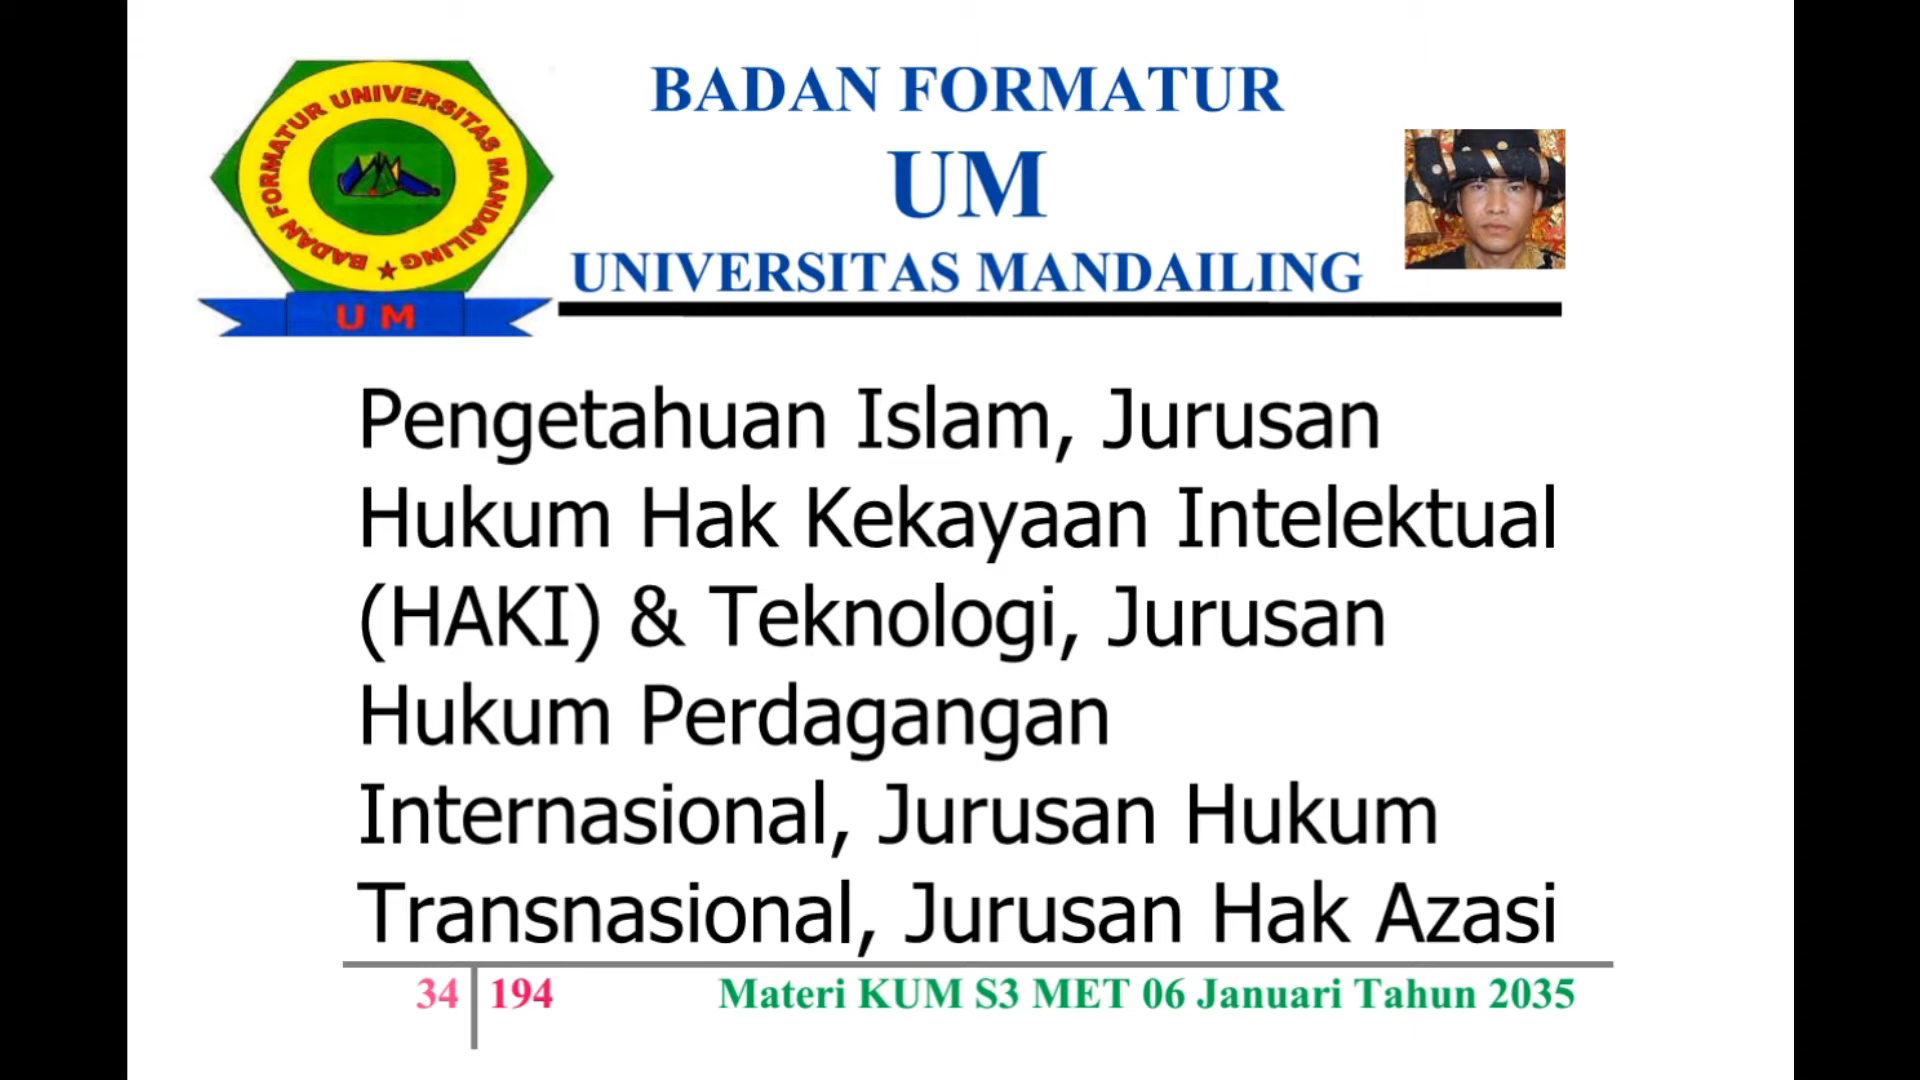 BADAN FORMATUR UNIVERSITAS MANDAILING
U M
BADAN FORMATUR
UM
UNIVERSITAS MANDAILING
Pengetahuan Islam, Jurusan
Hukum Hak Kekayaan Intelektual
(HAKI) & Teknologi, Jurusan
Hukum Perdagangan
Internasional, Jurusan Hukum
Transnasional, Jurusan Hak Azasi
34 194 Materi KUM S3 MET 06 Januari Tahun 2035